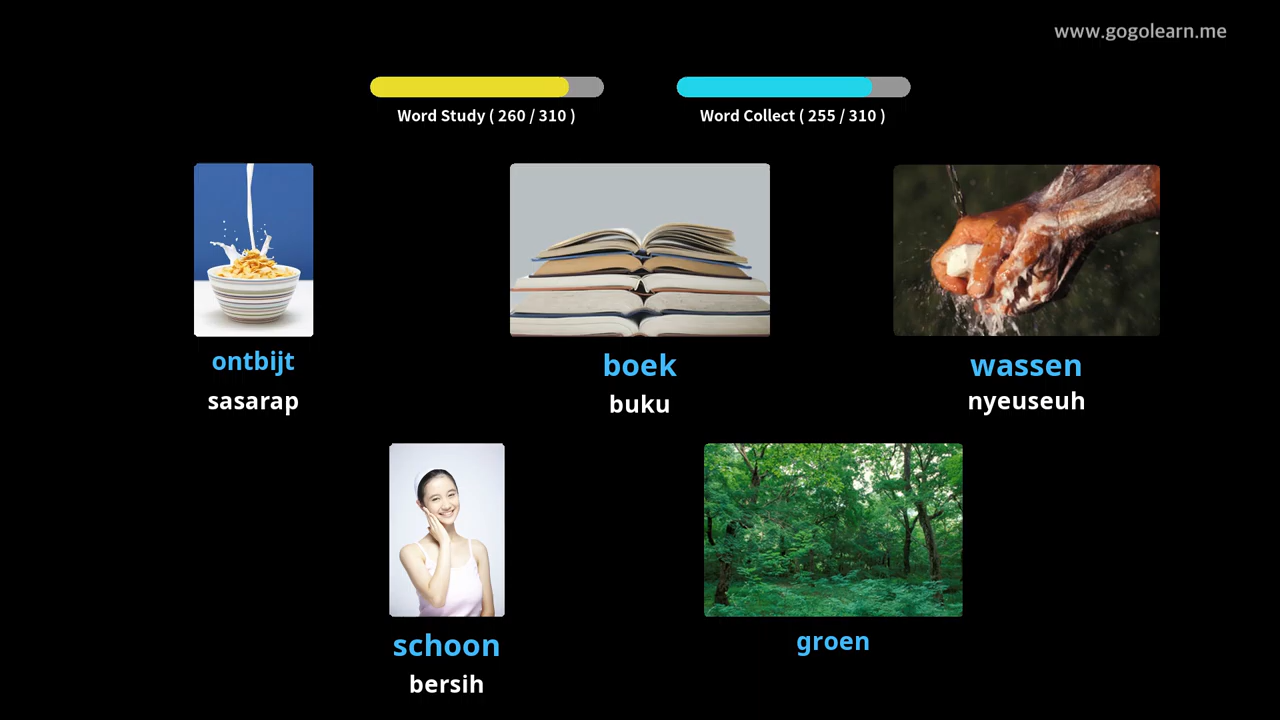 www.gogolearn.me
Word Study ( 260 / 310 )
Word Collect ( 255 / 310 )
ontbijt
sasarap
boek
buku
wassen
nyeuseuh
schoon
bersih
groen